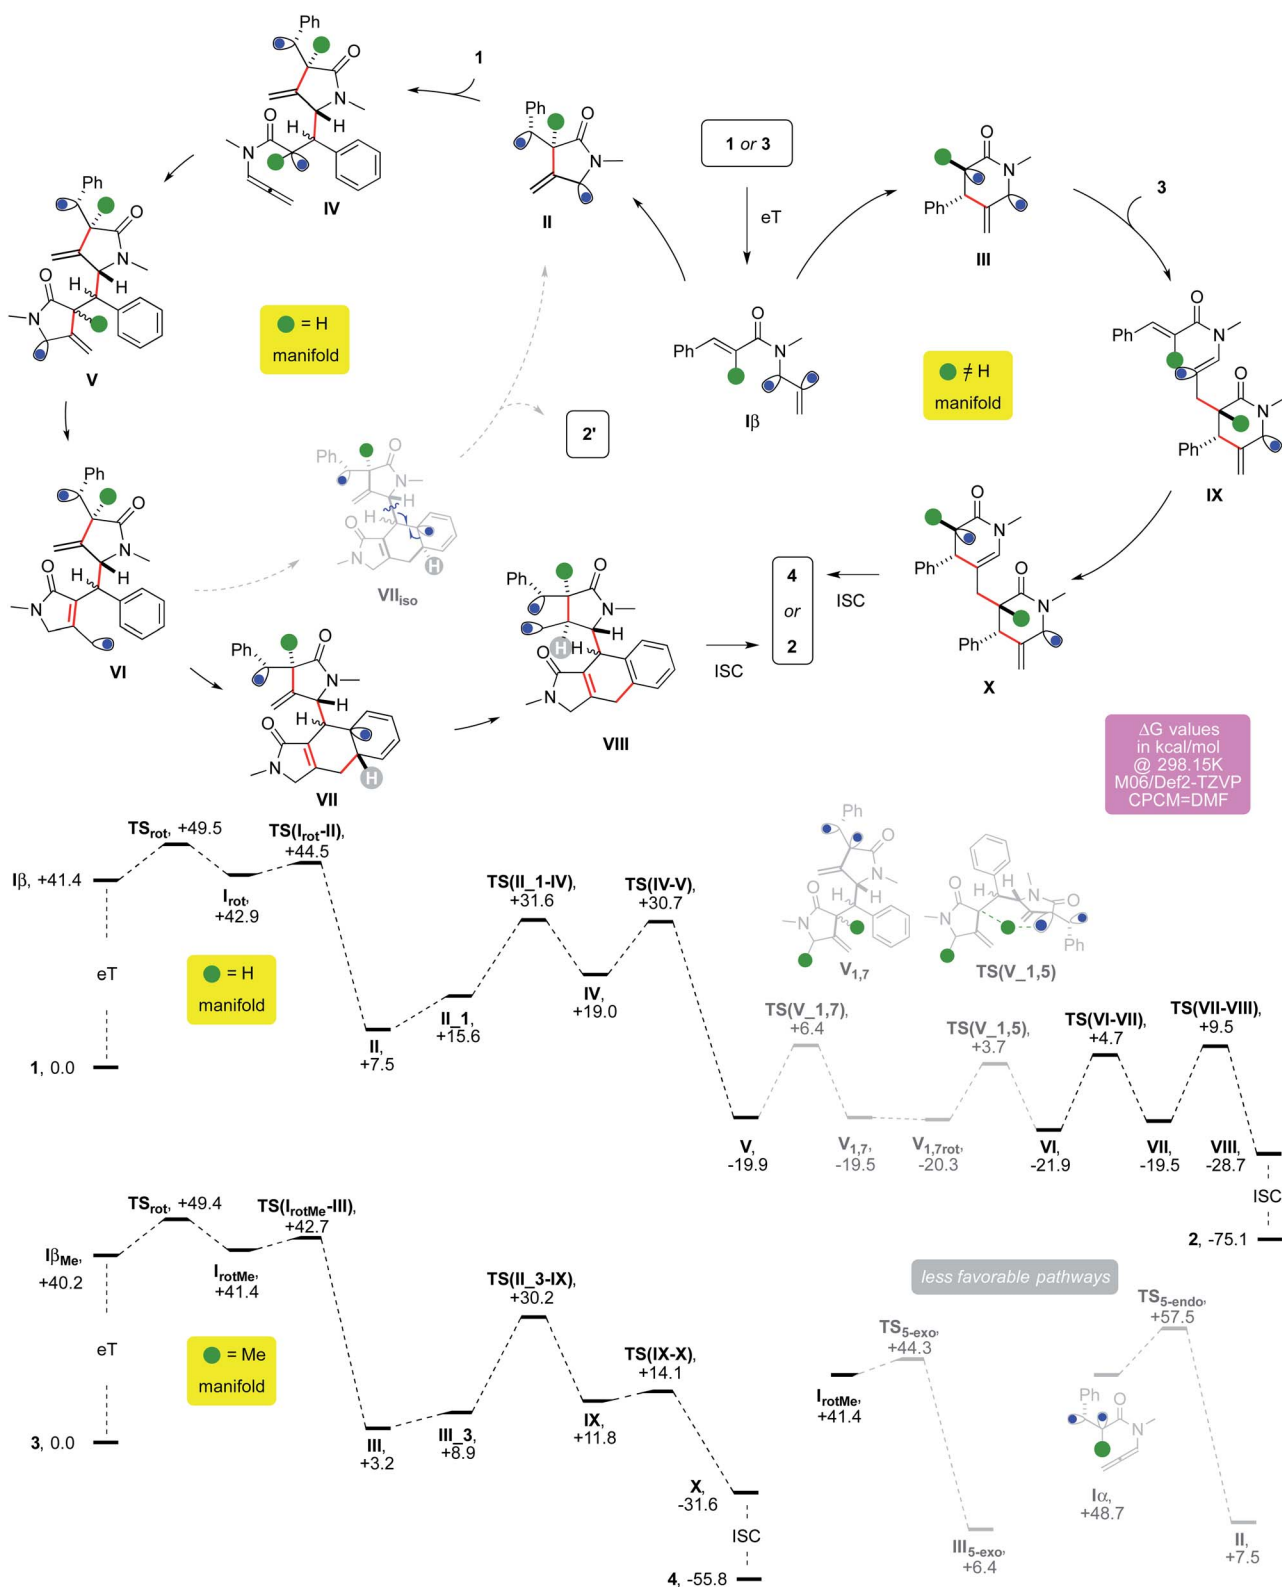 Ph
O
N
H
H
O
N
IV
1
Ph
O
N
II
1 or 3
eT
O
N
Ph
III
3
Ph
O
N
H
H
O
N
V
= H
manifold
Ph
O
N
Iβ
≠ H
manifold
O
Ph
N
O
N
Ph
IX
2'
Ph
O
N
H
H
O
N
VI
Ph
O
N
H
H
O
N
H
VIIiso
O
N
H
H
O
N
VIII
ISC
4
or
2
ISC
O
N
Ph
O
N
Ph
X
Ph
O
N
H
H
O
N
H
VII
ΔG values
in kcal/mol
@ 298.15K
M06/Def2-TZVP
CPCM=DMF
TSrot, +49.5
TS(Irot-II),
+44.5
Iβ, +41.4
Irot,
+42.9
eT
= H
manifold
1, 0.0
II,
+7.5
II_1,
+15.6
TS(II_1-IV)
+31.6
IV,
+19.0
TS(IV-V),
+30.7
Ph
O
N
H
H
O
N
V1,7
N
O
H
H
N
O
Ph
TS(V_1,5)
V,
-19.9
TS(V_1,7),
+6.4
V1,7,
-19.5
V1,7rot,
-20.3
TS(V_1,5),
+3.7
VI,
-21.9
TS(VI-VII),
+4.7
VII,
-19.5
TS(VII-VIII),
+9.5
VIII,
-28.7
ISC
2, -75.1
TSrot, +49.4
TS(IrotMe-III),
+42.7
IβMe,
+40.2
IrotMe,
+41.4
eT
= Me
manifold
3, 0.0
III,
+3.2
III_3,
+8.9
TS(II_3-IX),
+30.2
IX,
+11.8
TS(IX-X),
+14.1
X,
-31.6
ISC
4, -55.8
less favorable pathways
IrotMe,
+41.4
TS5-exo,
+44.3
III5-exo,
+6.4
TS5-endo,
+57.5
Ph
O
N
Iα,
+48.7
II,
+7.5